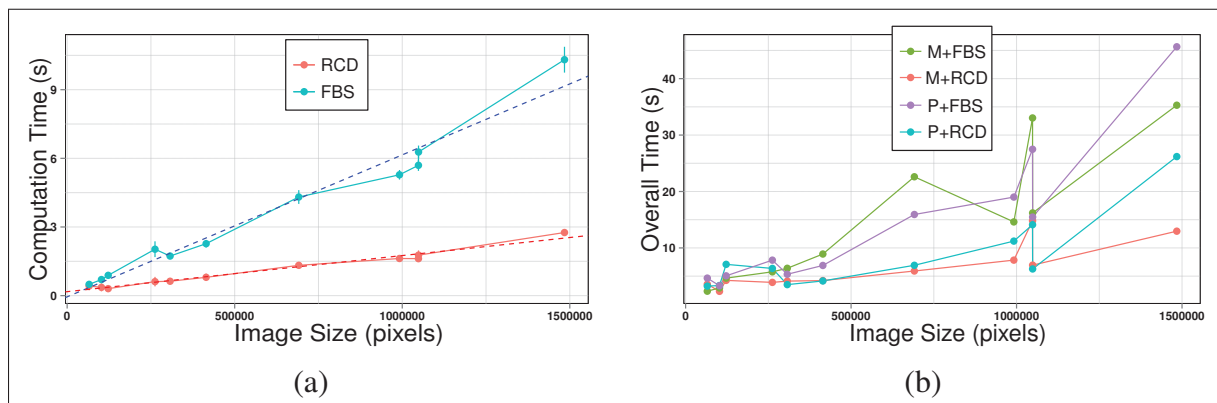 Computation Time (s)
9
6
3
0
RCD
FBS
0
500000
1000000
1500000
Image Size (pixels)
(a)
Overall Time (s)
40
30
20
10
M+FBS
M+RCD
P+FBS
P+RCD
0
500000
1000000
1500000
Image Size (pixels)
(b)